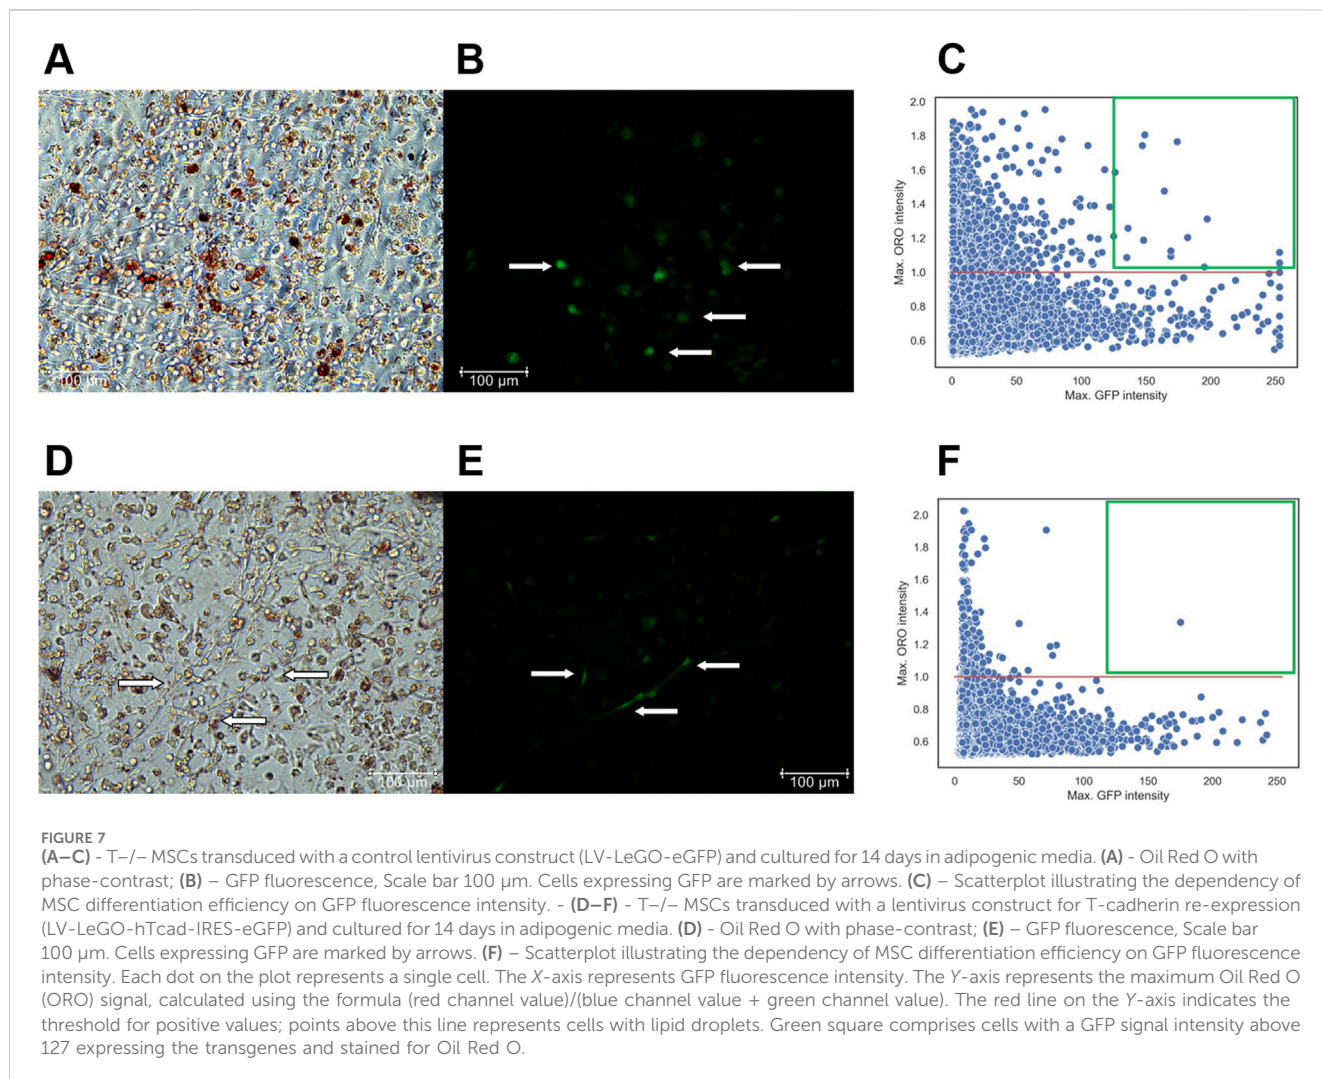 A
B
C
100 µm
100 µm
Max. ORO intensity
2.0
1.8
1.6
1.4
1.2
1.0
0.8
0.6
0 50 100 150 200 250
Max. GFP intensity
D
E
F
100 µm
100 µm
Max. ORO intensity
2.0
1.8
1.6
1.4
1.2
1.0
0.8
0.6
0 50 100 150 200 250
Max. GFP intensity
FIGURE 7
(A–C) - T–/– MSCs transduced with a control lentivirus construct (LV-LeGO-eGFP) and cultured for 14 days in adipogenic media. (A) - Oil Red O with
phase-contrast; (B) – GFP fluorescence, Scale bar 100 µm. Cells expressing GFP are marked by arrows. (C) – Scatterplot illustrating the dependency of
MSC differentiation efficiency on GFP fluorescence intensity. - (D–F) - T–/– MSCs transduced with a lentivirus construct for T-cadherin re-expression
(LV-LeGO-hTcad-IRES-eGFP) and cultured for 14 days in adipogenic media. (D) - Oil Red O with phase-contrast; (E) – GFP fluorescence, Scale bar
100 µm. Cells expressing GFP are marked by arrows. (F) – Scatterplot illustrating the dependency of MSC differentiation efficiency on GFP fluorescence
intensity. Each dot on the plot represents a single cell. The X-axis represents GFP fluorescence intensity. The Y-axis represents the maximum Oil Red O
(ORO) signal, calculated using the formula (red channel value)/(blue channel value + green channel value). The red line on the Y-axis indicates the
threshold for positive values; points above this line represents cells with lipid droplets. Green square comprises cells with a GFP signal intensity above
127 expressing the transgenes and stained for Oil Red O.